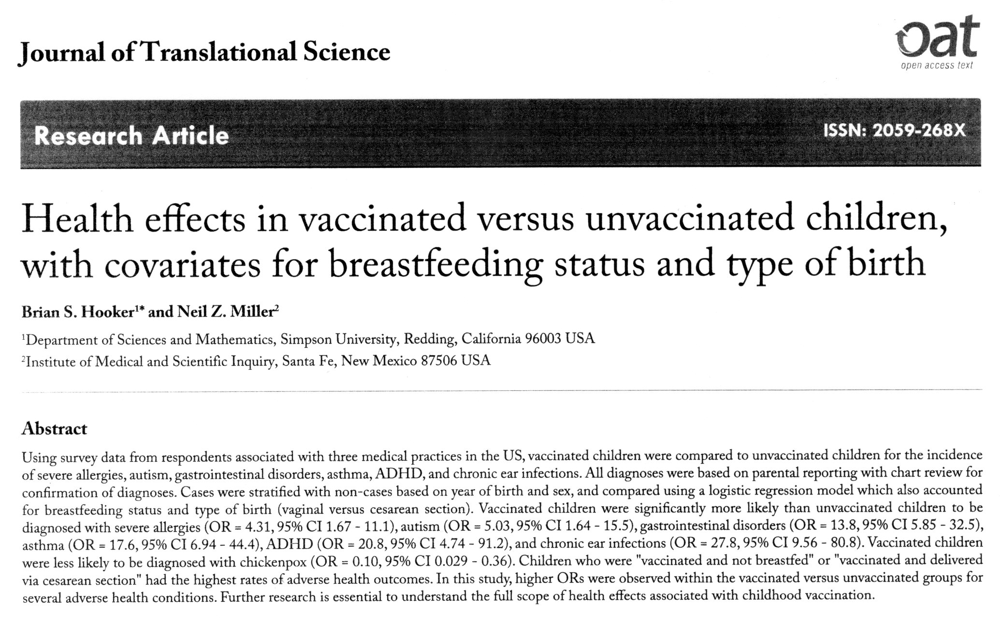 oat
open access text
Journal of Translational Science
Research Article
ISSN: 2059-268X
Health effects in vaccinated versus unvaccinated children,
with covariates for breastfeeding status and type of birth
Brian S. Hooker¹* and Neil Z. Miller²
¹Department of Sciences and Mathematics, Simpson University, Redding, California 96003 USA
²Institute of Medical and Scientific Inquiry, Santa Fe, New Mexico 87506 USA
Abstract
Using survey data from respondents associated with three medical practices in the US, vaccinated children were compared to unvaccinated children for the incidence
of severe allergies, autism, gastrointestinal disorders, asthma, ADHD, and chronic ear infections. All diagnoses were based on parental reporting with chart review for
confirmation of diagnoses. Cases were stratified with non-cases based on year of birth and sex, and compared using a logistic regression model which also accounted
for breastfeeding status and type of birth (vaginal versus cesarean section). Vaccinated children were significantly more likely than unvaccinated children to be
diagnosed with severe allergies (OR = 4.31, 95% CI 1.67 - 11.1), autism (OR = 5.03, 95% CI 1.64 - 15.5), gastrointestinal disorders (OR = 13.8, 95% CI 5.85 - 32.5),
asthma (OR = 17.6, 95% CI 6.94 - 44.4), ADHD (OR = 20.8, 95% CI 4.74 - 91.2), and chronic ear infections (OR = 27.8, 95% CI 9.56 - 80.8). Vaccinated children
were less likely to be diagnosed with chickenpox (OR = 0.10, 95% CI 0.029 - 0.36). Children who were "vaccinated and not breastfed" or "vaccinated and delivered
via cesarean section" had the highest rates of adverse health outcomes. In this study, higher ORs were observed within the vaccinated versus unvaccinated groups for
several adverse health conditions. Further research is essential to understand the full scope of health effects associated with childhood vaccination.